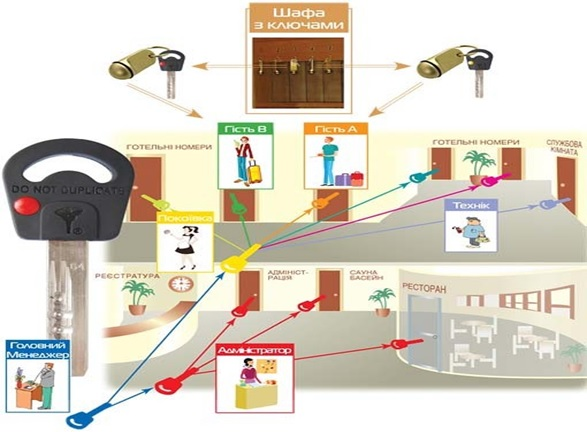 Шафа
з ключами
Гість В
Гість А
ГОТЕЛЬНІ НОМЕРИ
ГОТЕЛЬНІ НОМЕРИ
СЛУЖБОВА
КІМНАТА
DO NOT DUPLICATE
Покоївка
Технік
РЕЄСТРАТУРА
АДМІНІСТ-
РАЦІЯ
САУНА
БАСЕЙН
РЕСТОРАН
Головний
Менеджер
Адміністратор